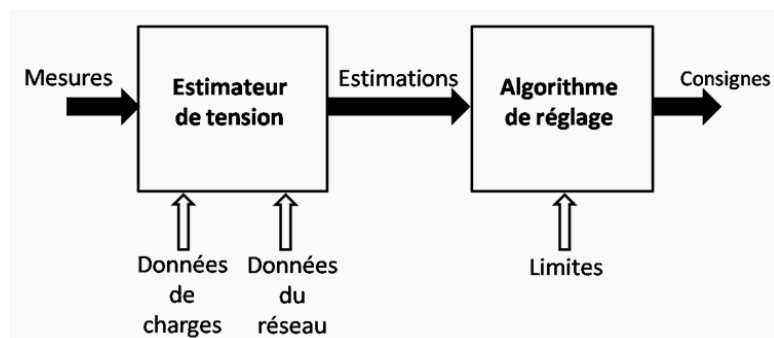 Mesures
Estimateur
de tension
Estimations
Algorithme
de réglage
Consignes
Données
de
charges
Données
du
réseau
Limites